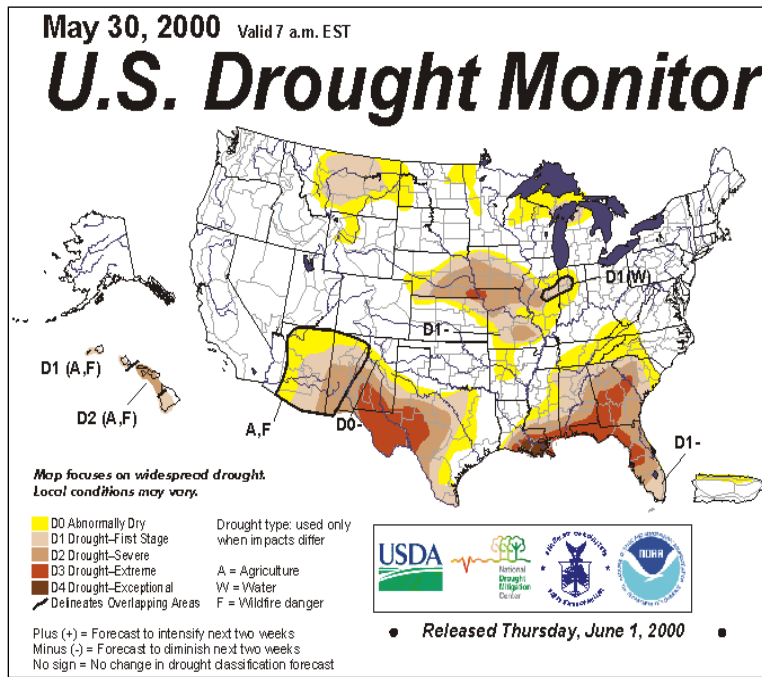 May 30, 2000 Valid 7 a.m. EST
U.S. Drought Monitor
D1(W)
D1-
D1 (A,F)
D2 (A,F)
A,F
D0-
D1-
Map focuses on widespread drought.
Local conditions may vary.
D0 Abnormally Dry
D1 Drought–First Stage
D2 Drought–Severe
D3 Drought–Extreme
D4 Drought–Exceptional
Delineates Overlapping Areas
Drought type: used only
when impacts differ
A = Agriculture
W = Water
F = Wildfire danger
Plus (+) = Forecast to intensify next two weeks
Minus (-) = Forecast to diminish next two weeks
No sign = No change in drought classification forecast
USDA
National
Drought
Mitigation
Center
NOAA
Released Thursday, June 1, 2000